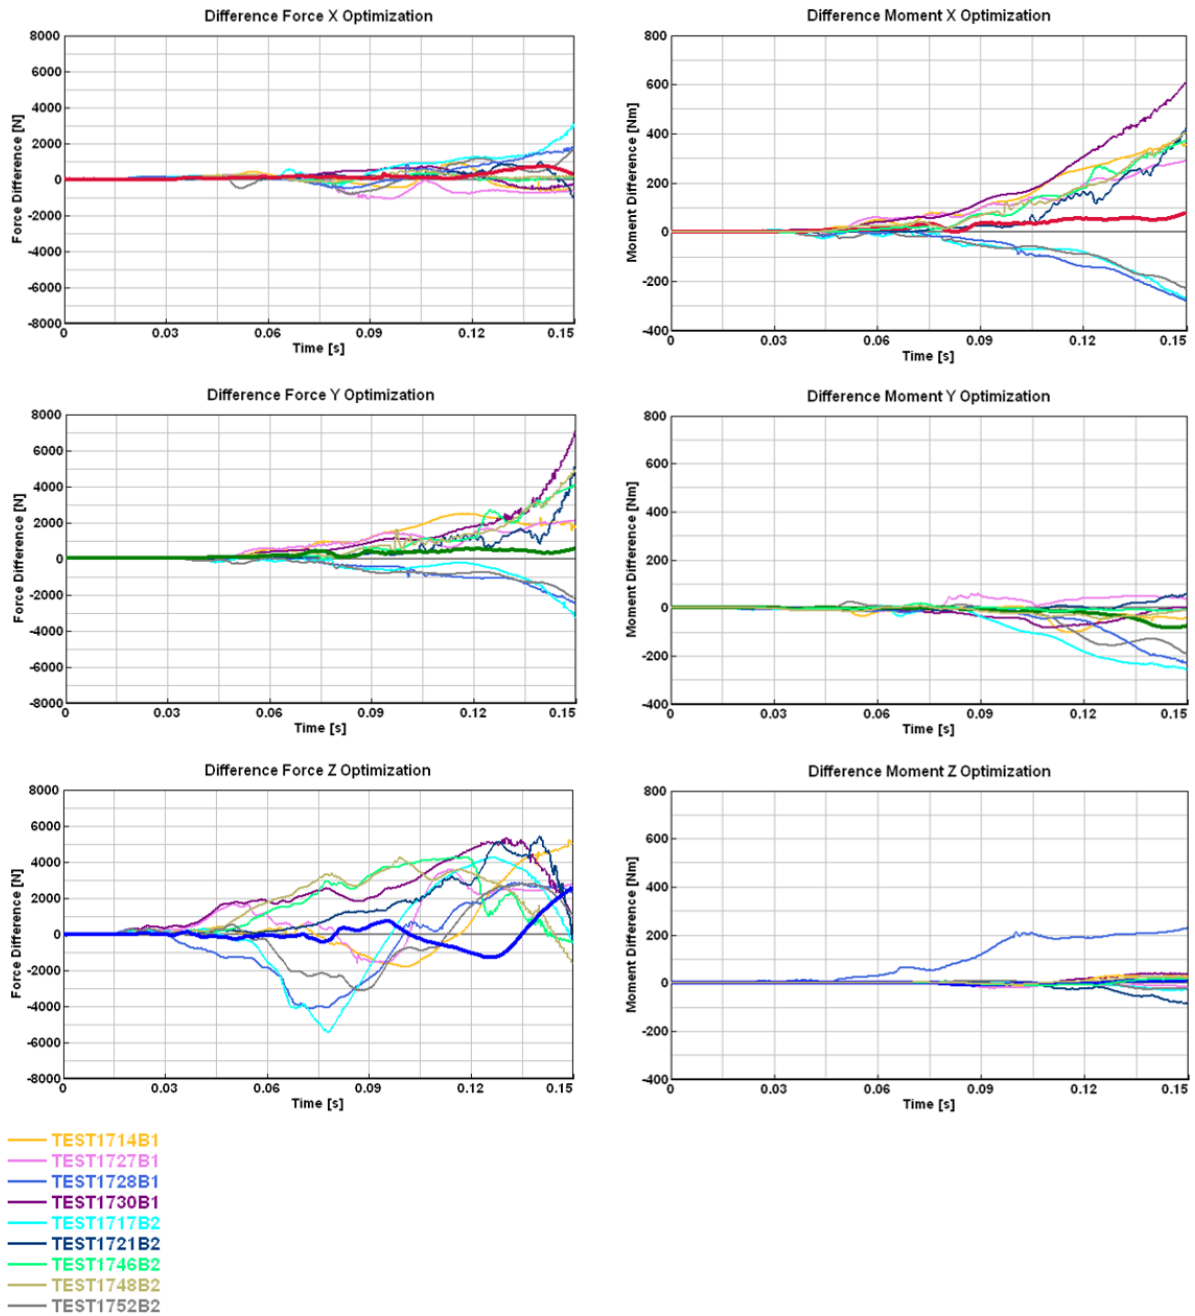 Difference Force X Optimization
8000
6000
4000
2000
0
-2000
-4000
-6000
-8000
Force Difference [N]
0 0.03 0.06 0.09 0.12 0.15
Time [s]
Difference Moment X Optimization
800
600
400
200
0
-200
-400
Moment Difference [Nm]
0 0.03 0.06 0.09 0.12 0.15
Time [s]
Difference Force Y Optimization
8000
6000
4000
2000
0
-2000
-4000
-6000
-8000
Force Difference [N]
0 0.03 0.06 0.09 0.12 0.15
Time [s]
Difference Moment Y Optimization
800
600
400
200
0
-200
-400
Moment Difference [Nm]
0 0.03 0.06 0.09 0.12 0.15
Time [s]
Difference Force Z Optimization
8000
6000
4000
2000
0
-2000
-4000
-6000
-8000
Force Difference [N]
0 0.03 0.06 0.09 0.12 0.15
Time [s]
Difference Moment Z Optimization
800
600
400
200
0
-200
-400
Moment Difference [Nm]
0 0.03 0.06 0.09 0.12 0.15
Time [s]
TEST1714B1
TEST1727B1
TEST1728B1
TEST1730B1
TEST1717B2
TEST1721B2
TEST1746B2
TEST1748B2
TEST1752B2